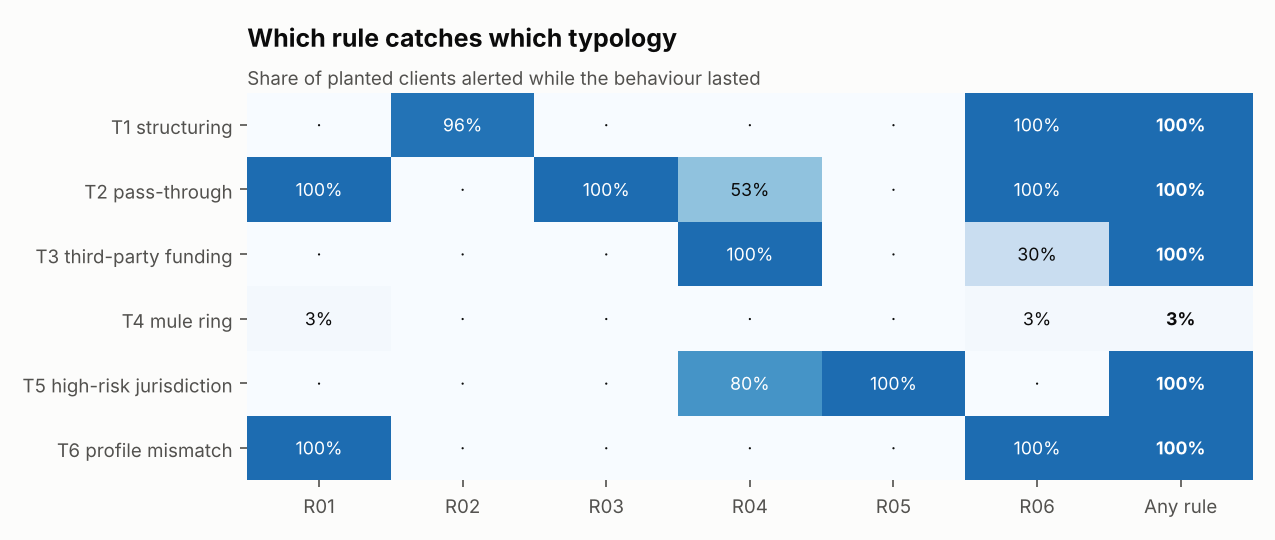 Which rule catches which typology
Share of planted clients alerted while the behaviour lasted
T1 structuring · 96% · · · 100% 100%
T2 pass-through 100% · 100% 53% · 100% 100%
T3 third-party funding · · · 100% · 30% 100%
T4 mule ring 3% · · · · 3% 3%
T5 high-risk jurisdiction · · · 80% 100% · 100%
T6 profile mismatch 100% · · · · 100% 100%
R01 R02 R03 R04 R05 R06 Any rule